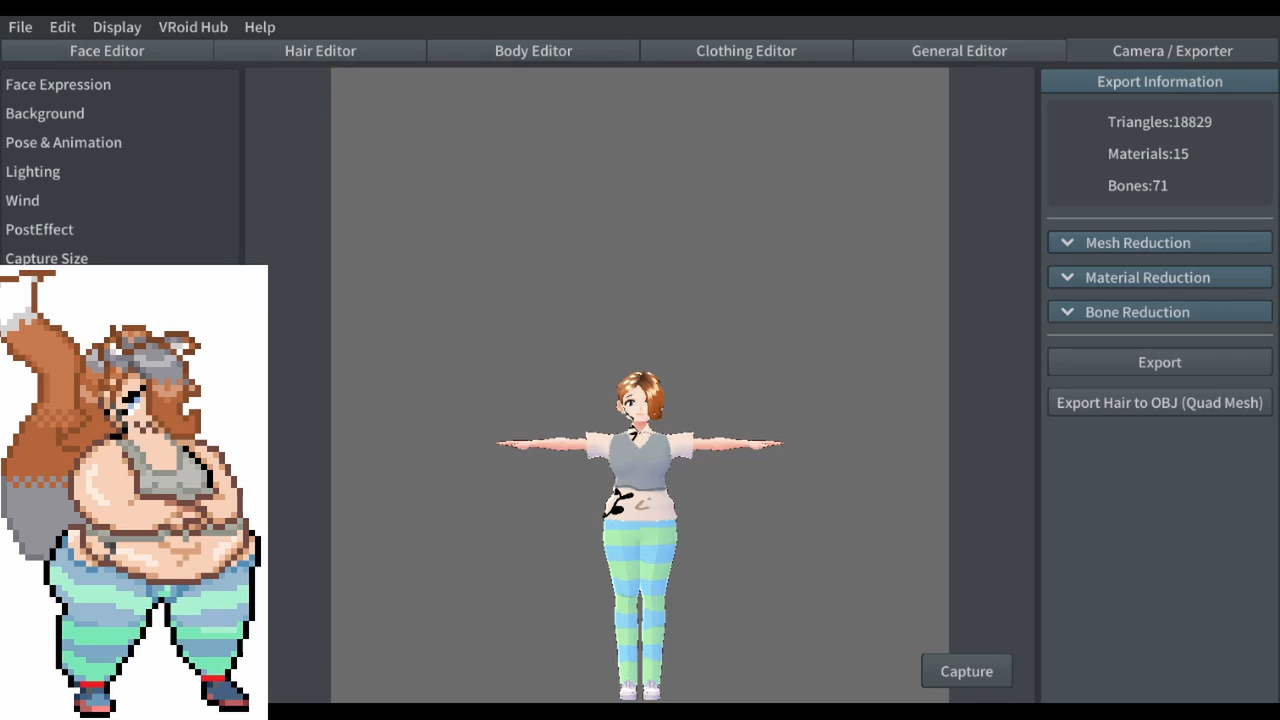 File Edit Display VRoid Hub Help
Face Editor Hair Editor Body Editor Clothing Editor General Editor Camera / Exporter
Face Expression
Background
Pose & Animation
Lighting
Wind
PostEffect
Capture Size
Export Information
Triangles:18829
Materials:15
Bones:71
Mesh Reduction
Material Reduction
Bone Reduction
Export
Export Hair to OBJ (Quad Mesh)
Capture